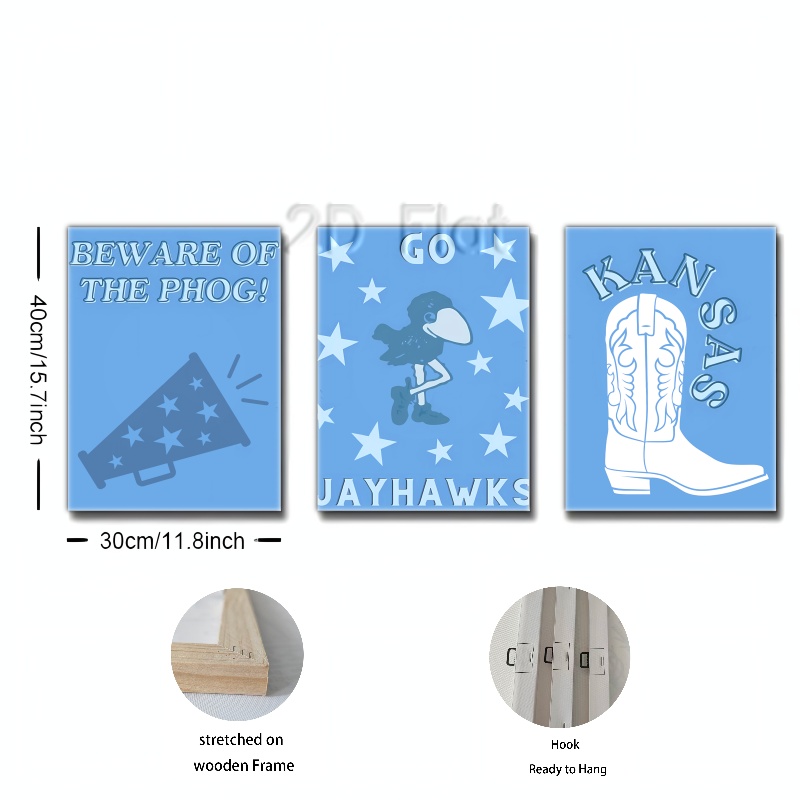 2D Flat
BEWARE OF
THE PHOG!
GO
JAYHAWKS
KANSAS
40cm/15.7inch
30cm/11.8inch
stretched on
wooden Frame
Hook
Ready to Hang